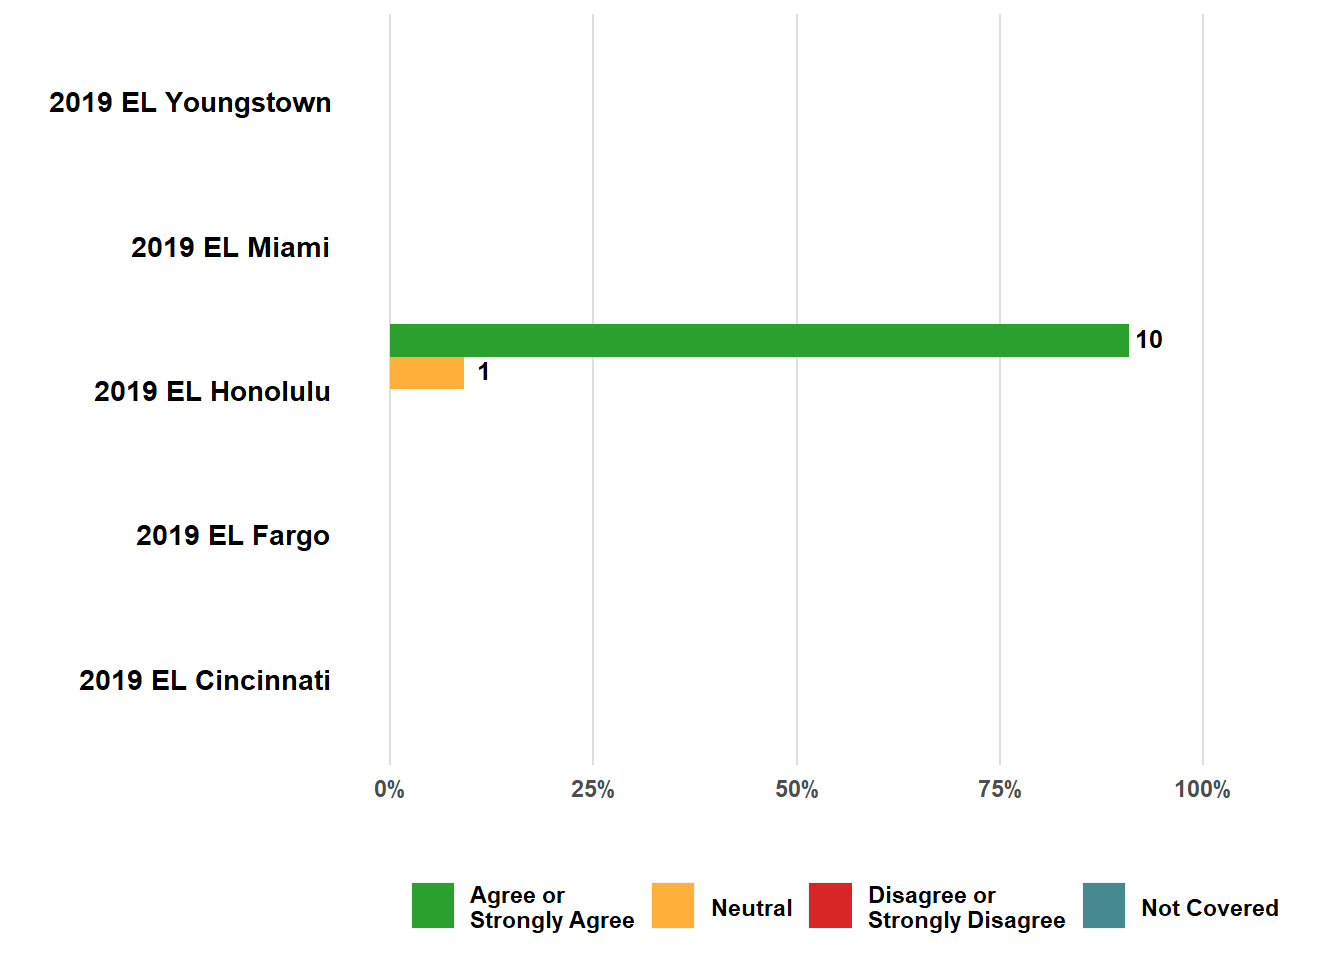 2019 EL Youngstown
2019 EL Miami
10
1
2019 EL Honolulu
2019 EL Fargo
2019 EL Cincinnati
0% 25% 50% 75% 100%
Agree or
Strongly Agree
Neutral
Disagree or
Strongly Disagree
Not Covered